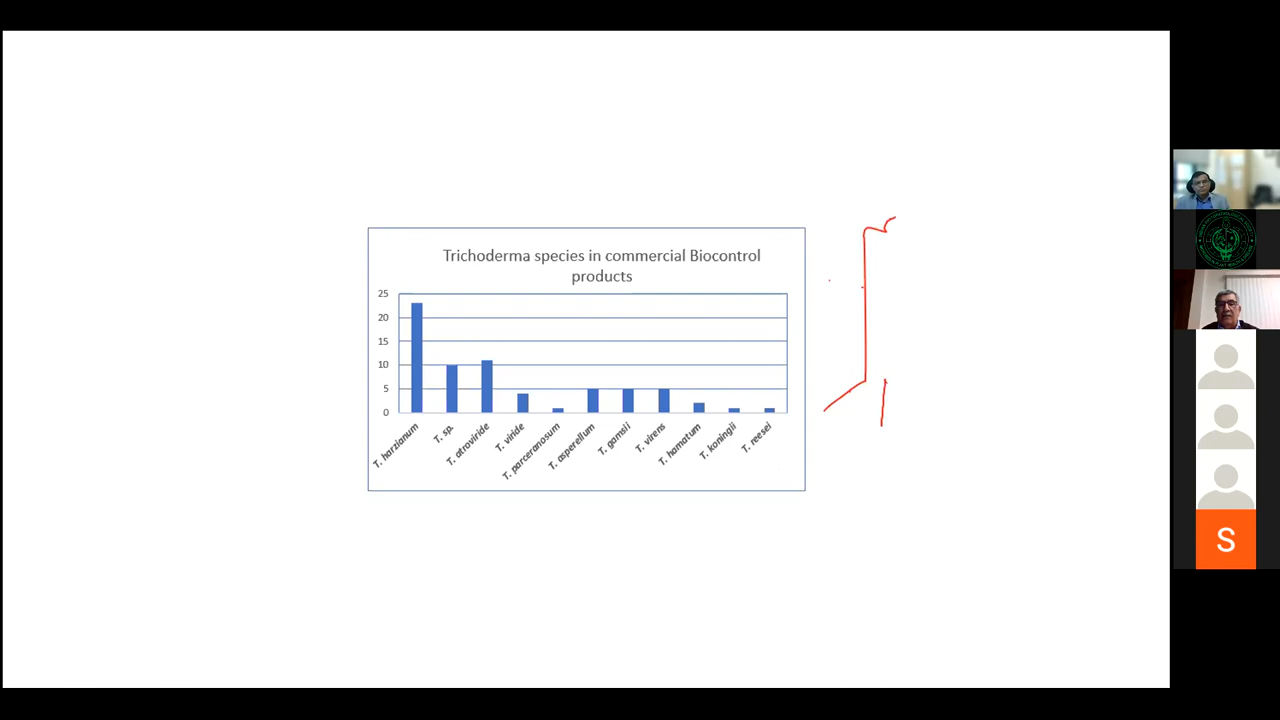 Trichoderma species in commercial Biocontrol
products
25
20
15
10
5
0
T. harzianum
T. sp.
T. atroviride
T. viride
T. parceranosum
T. asperellum
T. gamsii
T. virens
T. hamatum
T. koningii
T. reesei
S